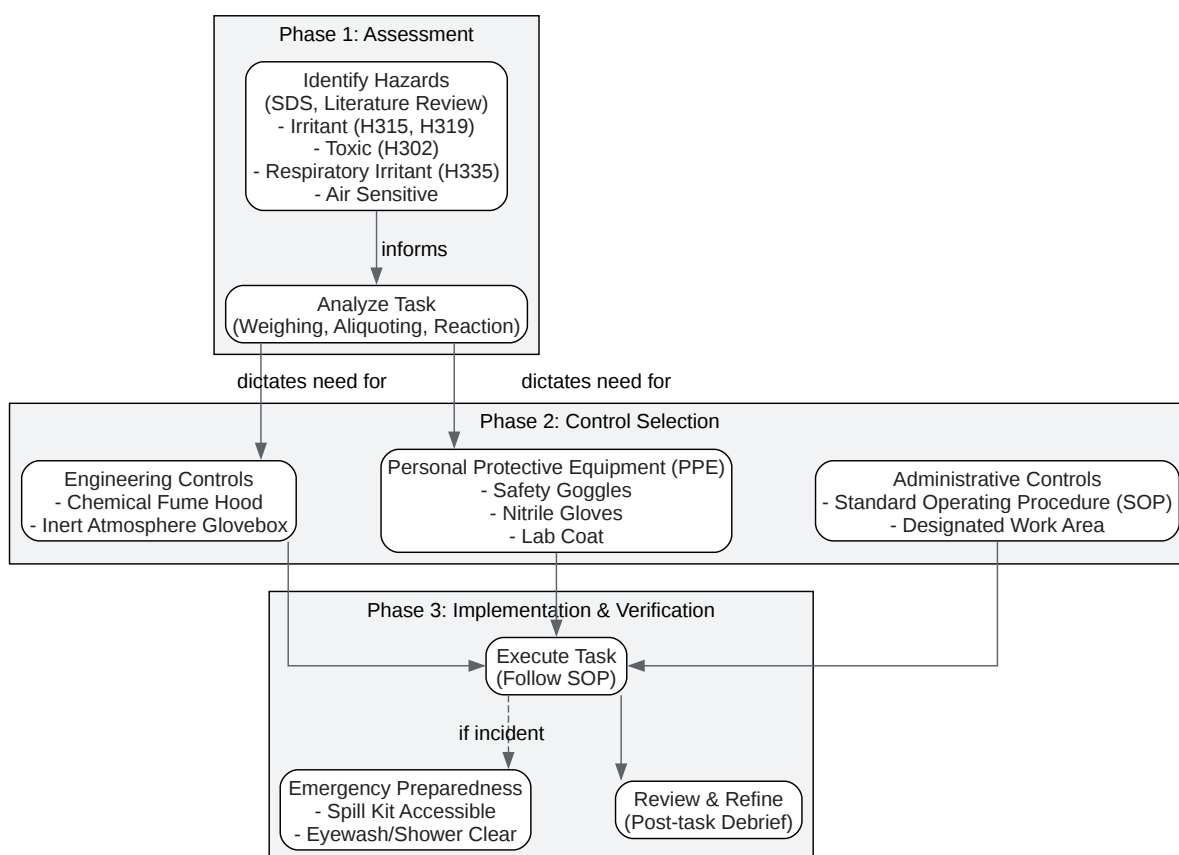 Phase 1: Assessment
Identify Hazards
(SDS, Literature Review)
- Irritant (H315, H319)
- Toxic (H302)
- Respiratory Irritant (H335)
- Air Sensitive
informs
Analyze Task
(Weighing, Aliquoting, Reaction)
dictates need for
dictates need for
Phase 2: Control Selection
Engineering Controls
- Chemical Fume Hood
- Inert Atmosphere Glovebox
Personal Protective Equipment (PPE)
- Safety Goggles
- Nitrile Gloves
- Lab Coat
Administrative Controls
- Standard Operating Procedure (SOP)
- Designated Work Area
Phase 3: Implementation & Verification
Execute Task
(Follow SOP)
if incident
Emergency Preparedness
- Spill Kit Accessible
- Eyewash/Shower Clear
Review & Refine
(Post-task Debrief)